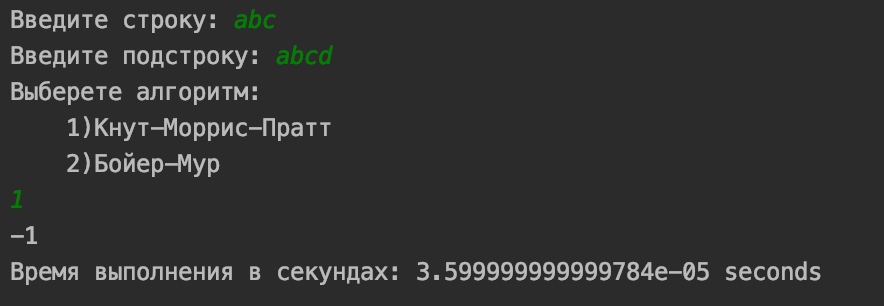 Введите строку: abc
Введите подстроку: abcd
Выберете алгоритм:
1)Кнут-Моррис-Пратт
2)Бойер-Мур
1
-1
Время выполнения в секундах: 3.599999999999784e-05 seconds